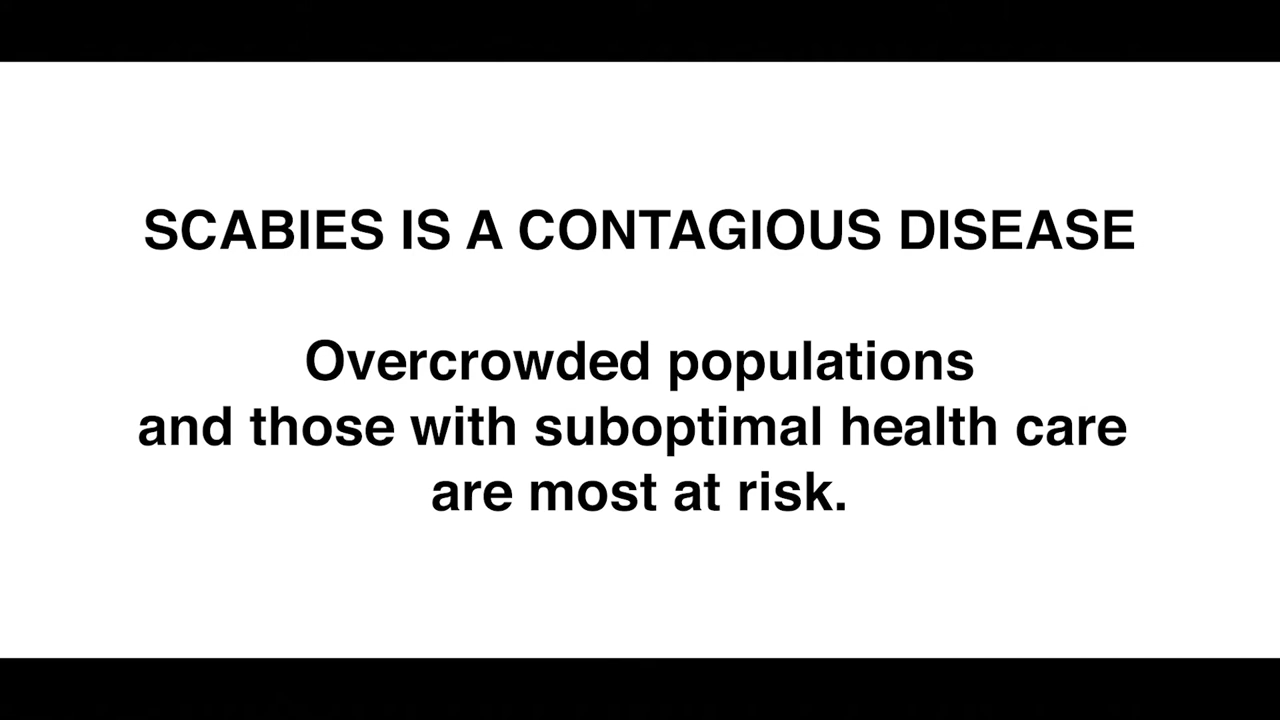 SCABIES IS A CONTAGIOUS DISEASE
Overcrowded populations
and those with suboptimal health care
are most at risk.